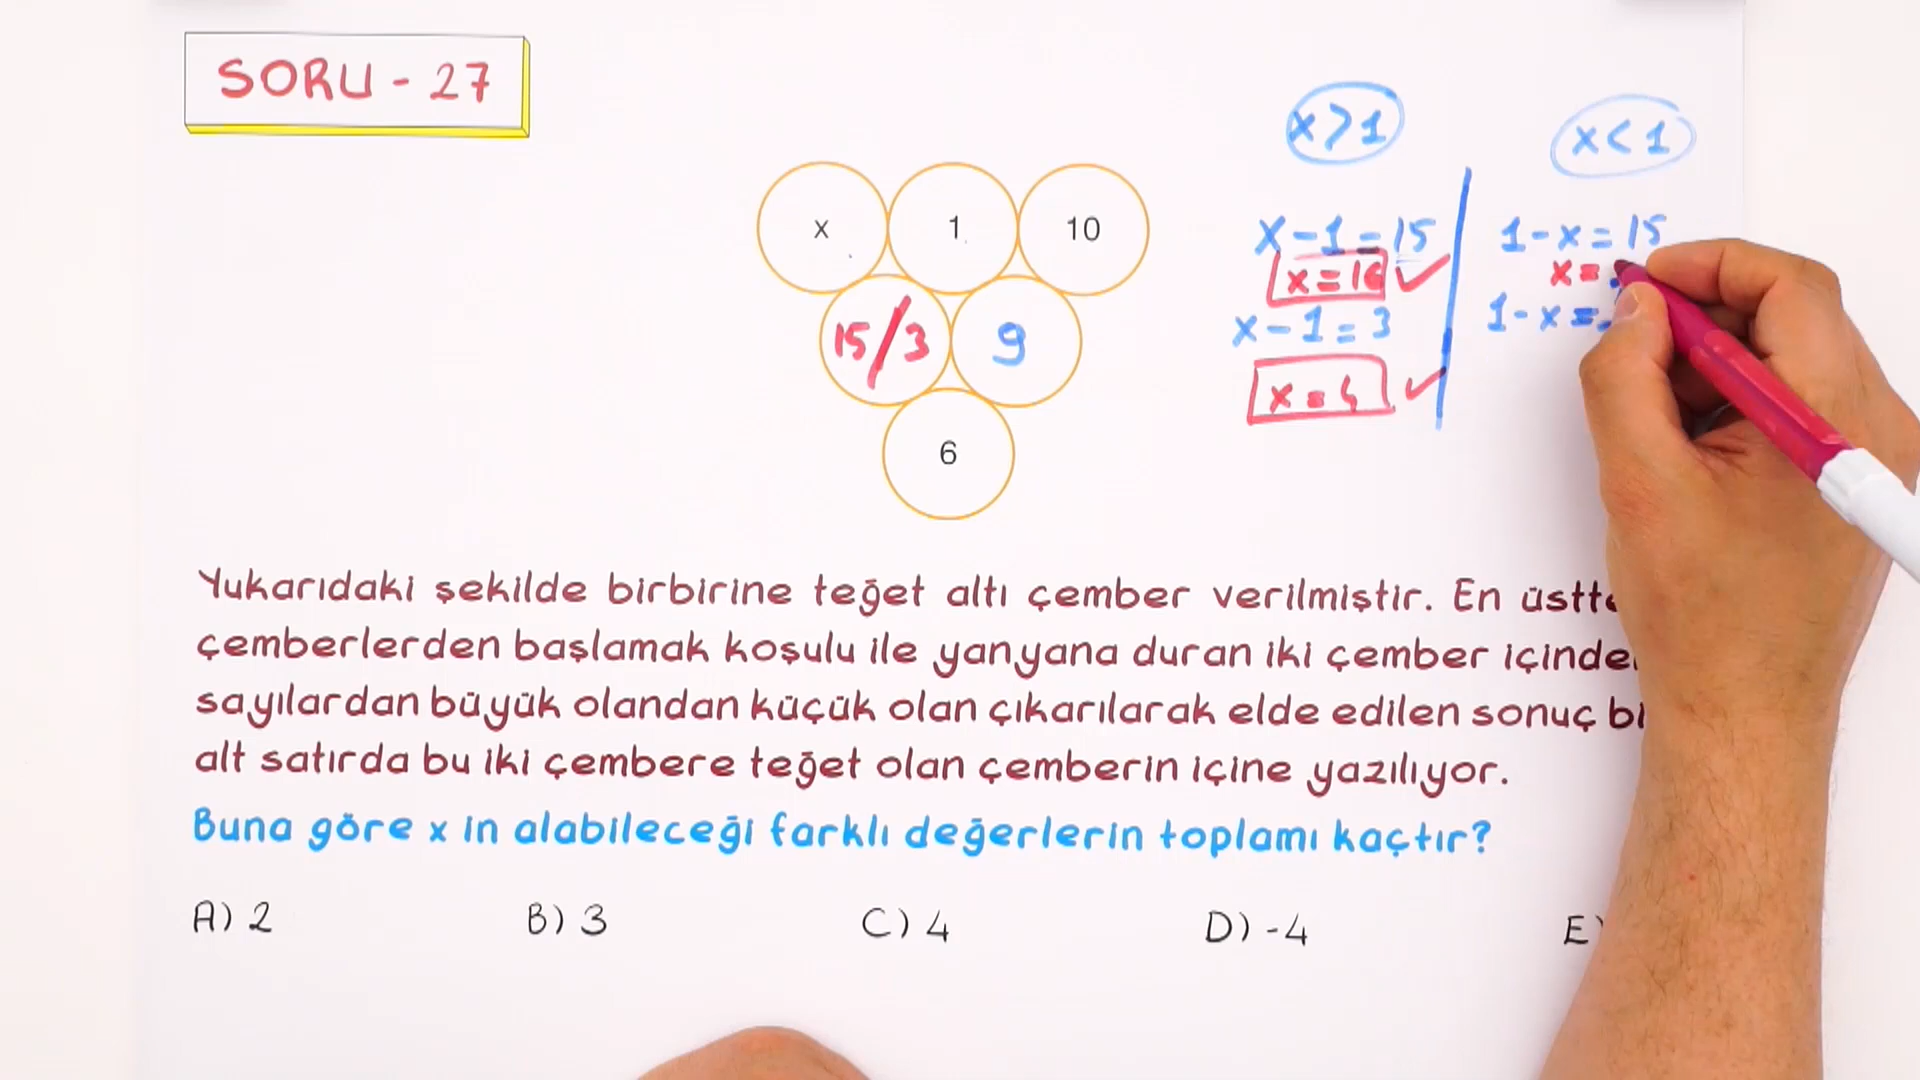 SORU - 27
x>1
x<1
x 1 10
x-1=15
1-x=15
x=16
x=
x-1=3
1-x=
15/3 9
x=4
6
Yukarıdaki şekilde birbirine teğet altı çember verilmiştir. En
çemberlerden başlamak koşulu ile yanyana duran iki çember
sayılardan büyük olandan küçük olan çıkarılarak elde edilen sonuç
alt satırda bu iki çembere teğet olan çemberin içine yazılıyor.
Buna göre x in alabileceği farklı değerlerin toplamı kaçtır?
A) 2 B) 3 C) 4 D) -4 E)